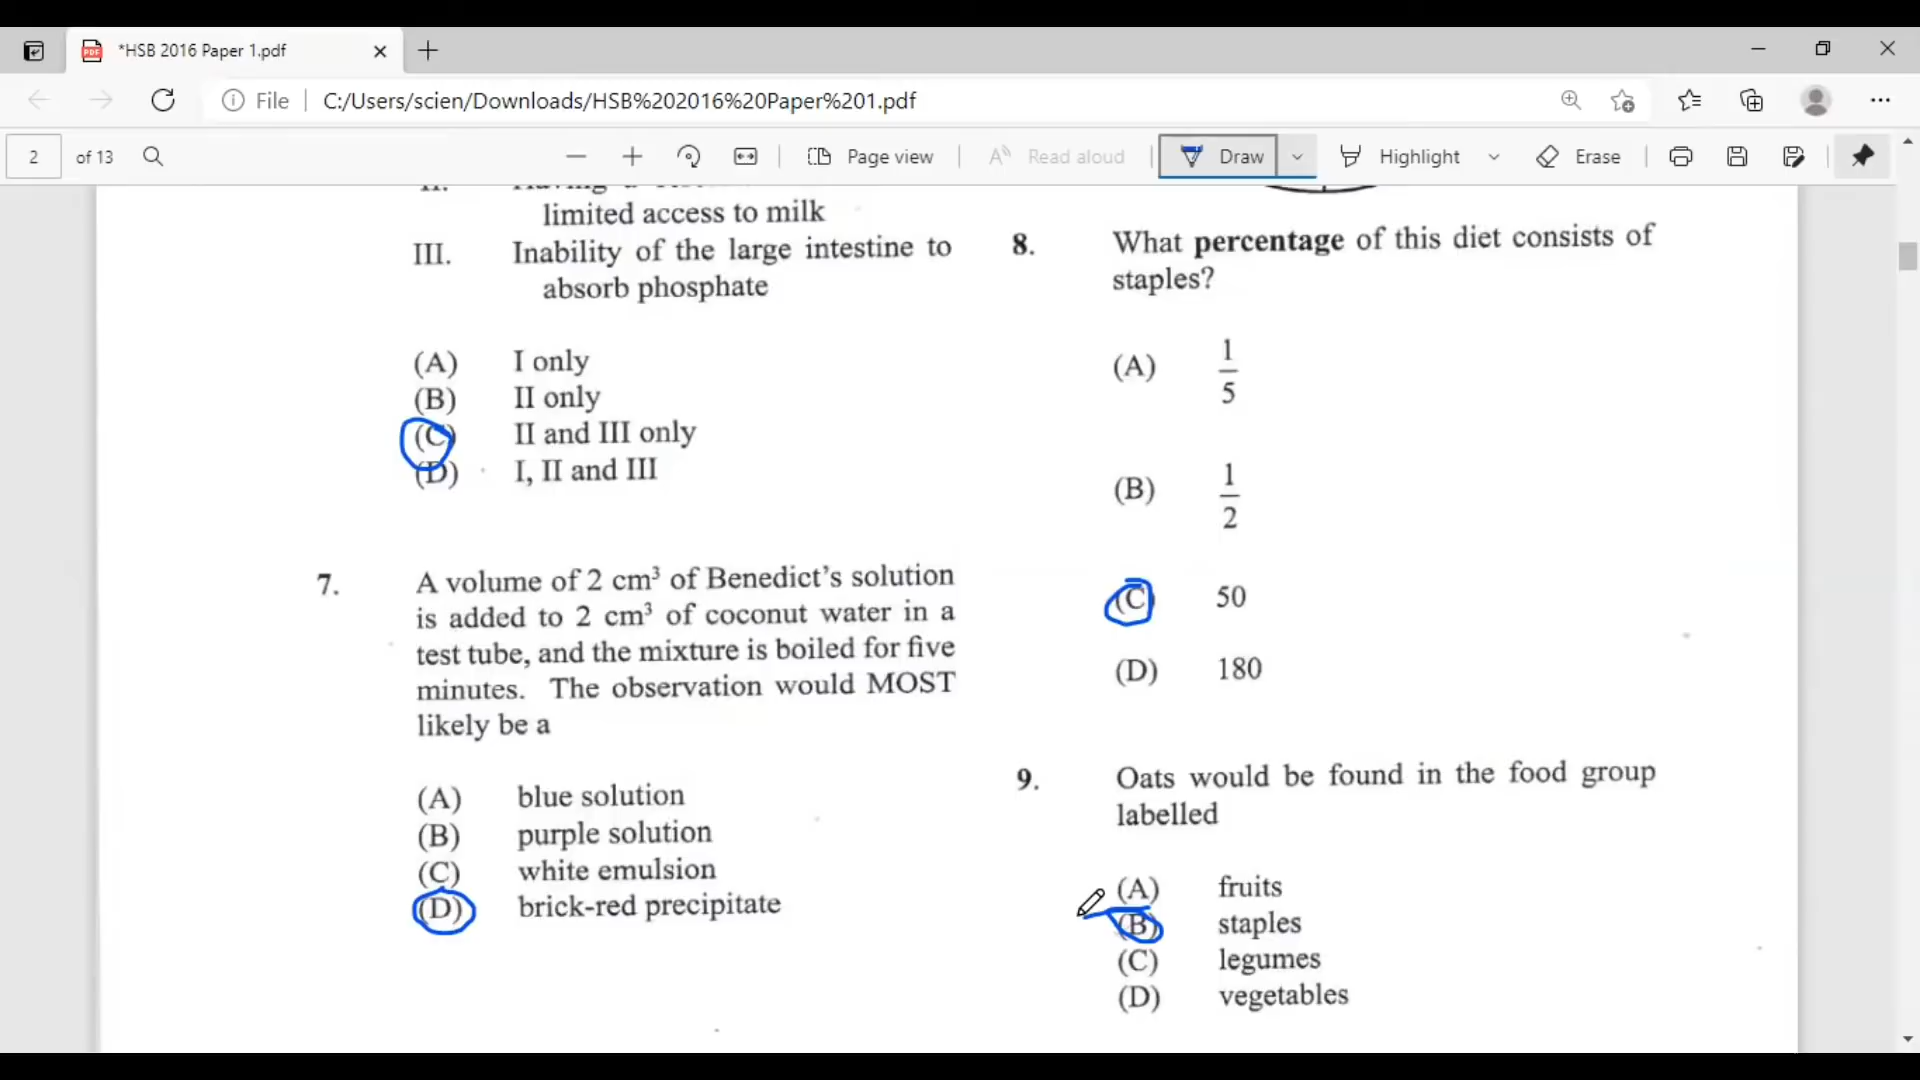 *HSB 2016 Paper 1.pdf
File
C:/Users/scien/Downloads/HSB%202016%20Paper%201.pdf
2 of 13
Page view
Read aloud
Draw
Highlight
Erase
limited access to milk
III. Inability of the large intestine to
absorb phosphate
(A) I only
(B) II only
(C) II and III only
(D) I, II and III
7. A volume of 2 cm³ of Benedict's solution
is added to 2 cm³ of coconut water in a
test tube, and the mixture is boiled for five
minutes. The observation would MOST
likely be a
(A) blue solution
(B) purple solution
(C) white emulsion
(D) brick-red precipitate
8. What percentage of this diet consists of
staples?
(A) 1/5
(B) 1/2
(C) 50
(D) 180
9. Oats would be found in the food group
labelled
(A) fruits
(B) staples
(C) legumes
(D) vegetables